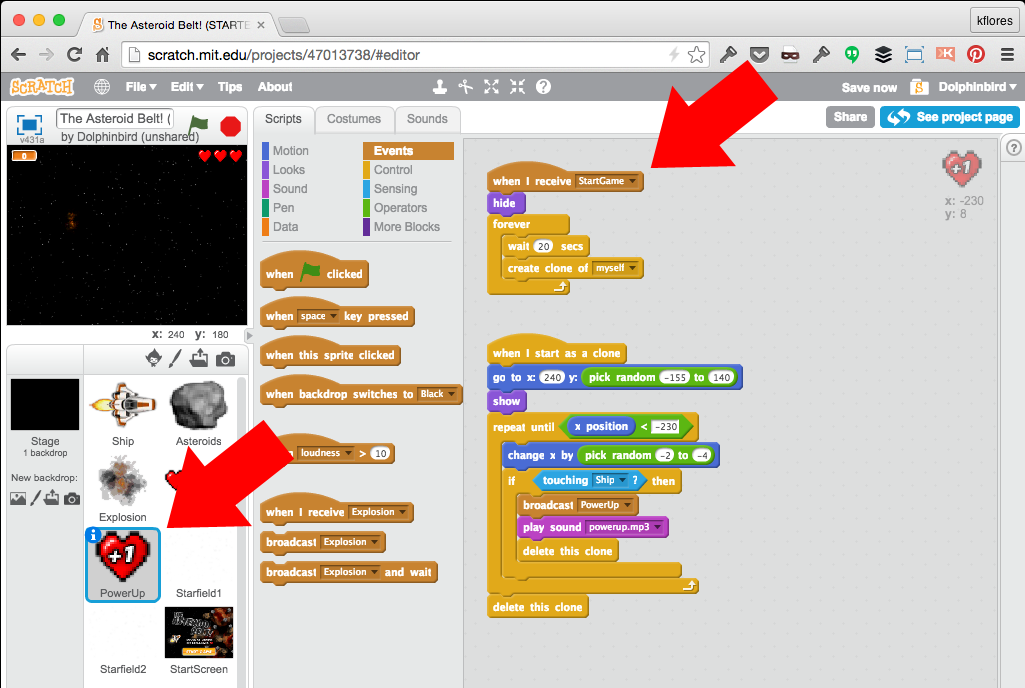 The Asteroid Belt! (STARTE
kflores
scratch.mit.edu/projects/47013738/#editor
SCRATCH
File
Edit
Tips
About
Save now
Dolphinbird
v431a
The Asteroid Belt! (
by Dolphinbird (unshared)
Scripts
Costumes
Sounds
Share
See project page
0
Motion
Events
Looks
Control
Sound
Sensing
Pen
Operators
Data
More Blocks
when clicked
when space key pressed
when this sprite clicked
when backdrop switches to Black
loudness > 10
when I receive Explosion
broadcast Explosion
broadcast Explosion and wait
x: 240 y: 180
Stage
1 backdrop
New backdrop:
Ship
Asteroids
Explosion
+1
PowerUp
Starfield1
Starfield2
StartScreen
when I receive StartGame
hide
forever
wait 20 secs
create clone of myself
when I start as a clone
go to x: 240 y: pick random -155 to 140
show
repeat until x position < -230
change x by pick random -2 to -4
if touching Ship ? then
broadcast PowerUp
play sound powerup.mp3
delete this clone
delete this clone
+1
x: -230
y: 8